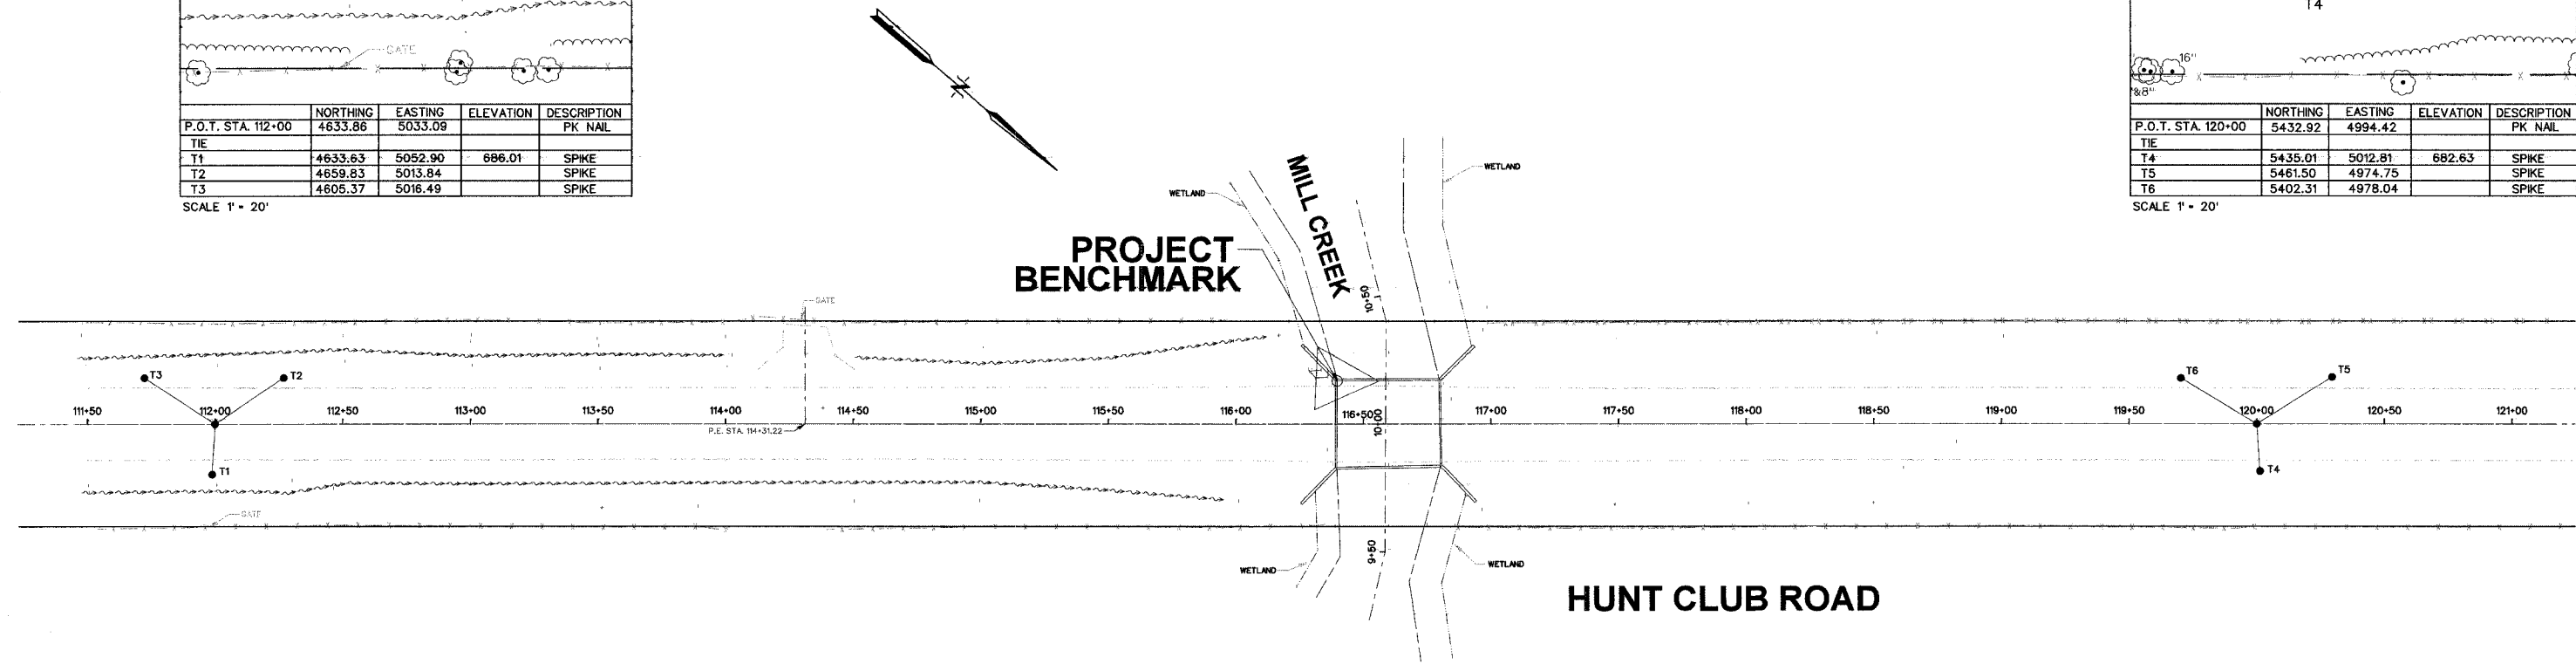 T4
GATE
16"
&8"
NORTHING EASTING ELEVATION DESCRIPTION
P.O.T. STA. 112+00 4633.86 5033.09 PK NAIL
TIE
T1 4633.63 5052.90 686.01 SPIKE
T2 4659.83 5013.84 SPIKE
T3 4605.37 5016.49 SPIKE
SCALE 1' = 20'
NORTHING EASTING ELEVATION DESCRIPTION
P.O.T. STA. 120+00 5432.92 4994.42 PK NAIL
TIE
T4 5435.01 5012.81 682.63 SPIKE
T5 5461.50 4974.75 SPIKE
T6 5402.31 4978.04 SPIKE
SCALE 1' = 20'
N
WETLAND
MILL CREEK
WETLAND
PROJECT
BENCHMARK
10+50
GATE
T3
T2
T6
T5
111+50 112+00 112+50 113+00 113+50 114+00 114+50 115+00 115+50 116+00 116+50 117+00 117+50 118+00 118+50 119+00 119+50 120+00 120+50 121+00
10+00
P.E. STA. 114+31.22
T1
T4
GATE
9+50
WETLAND
WETLAND
HUNT CLUB ROAD